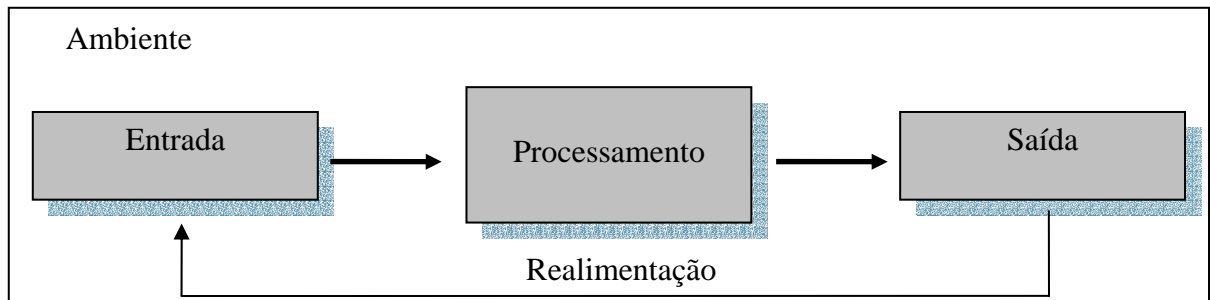 Ambiente
Entrada
Processamento
Saída
Realimentação